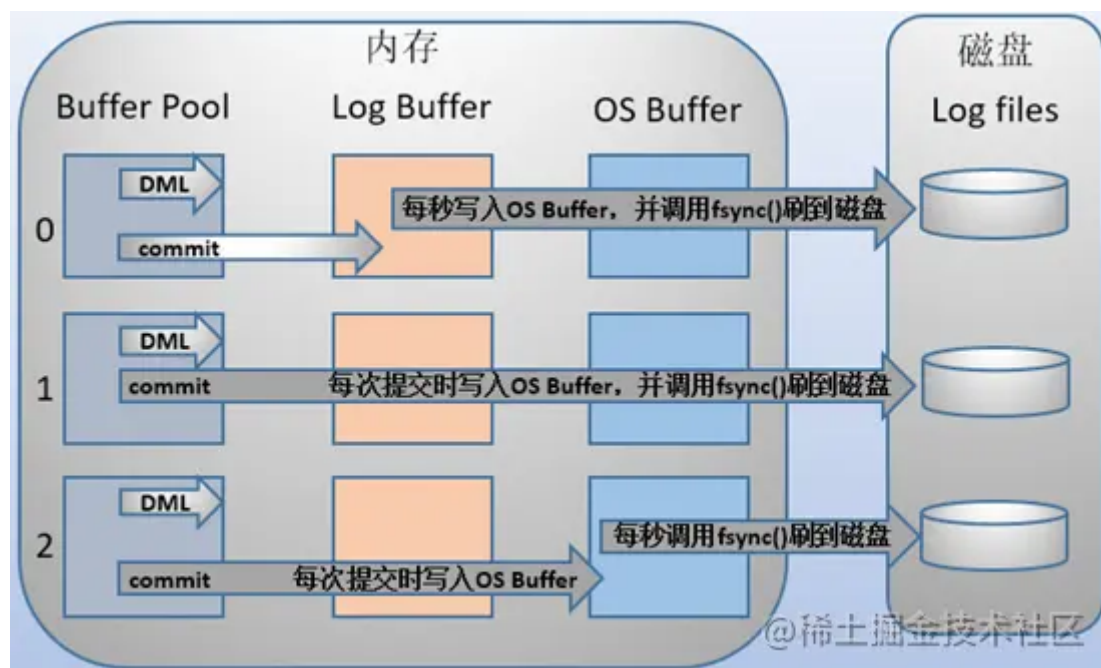 内存
磁盘
Buffer Pool
Log Buffer
OS Buffer
Log files
0
DML
每秒写入OS Buffer，并调用fsync()刷到磁盘
commit
1
DML
commit
每次提交时写入OS Buffer，并调用fsync()刷到磁盘
2
DML
每秒调用fsync()刷到磁盘
commit
每次提交时写入OS Buffer
@稀土掘金技术社区